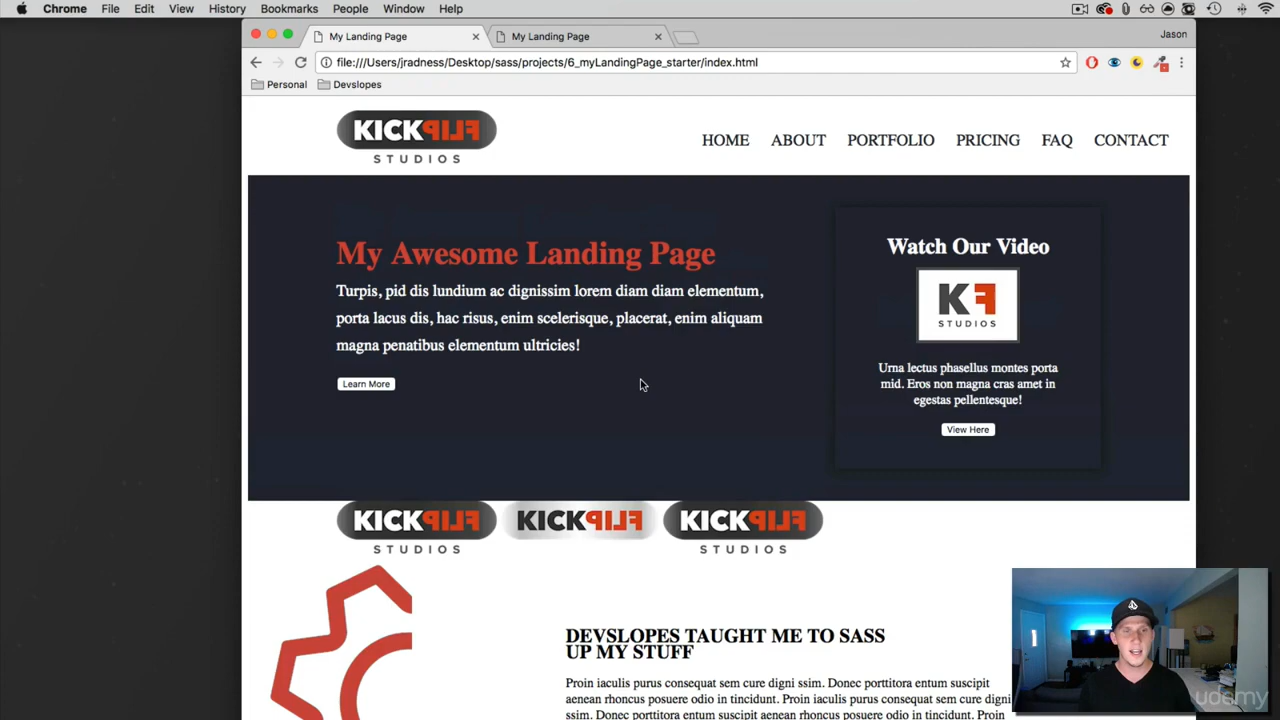 Chrome File Edit View History Bookmarks People Window Help
My Landing Page
My Landing Page
Jason
file:///Users/jradness/Desktop/sass/projects/6_myLandingPage_starter/index.html
Personal
Devslopes
KICKFLIP
STUDIOS
HOME ABOUT PORTFOLIO PRICING FAQ CONTACT
My Awesome Landing Page
Turpis, pid dis lundium ac dignissim lorem diam diam elementum,
porta lacus dis, hac risus, enim scelerisque, placerat, enim aliquam
magna penatibus elementum ultricies!
Learn More
Watch Our Video
KF
STUDIOS
Urna lectus phasellus montes porta
mid. Eros non magna cras amet in
egestas pellentesque!
View Here
KICKFLIP KICKFLIP KICKFLIP
STUDIOS STUDIOS
DEVSLOPES TAUGHT ME TO SASS
UP MY STUFF
Proin iaculis purus consequat sem cure digni ssim. Donec porttitora entum suscipit
aenean rhoncus posuere odio in tincidunt. Proin iaculis purus consequat sem cure digni
ssim. Donec porttitora entum suscipit aenean rhoncus posuere odio in
udemy